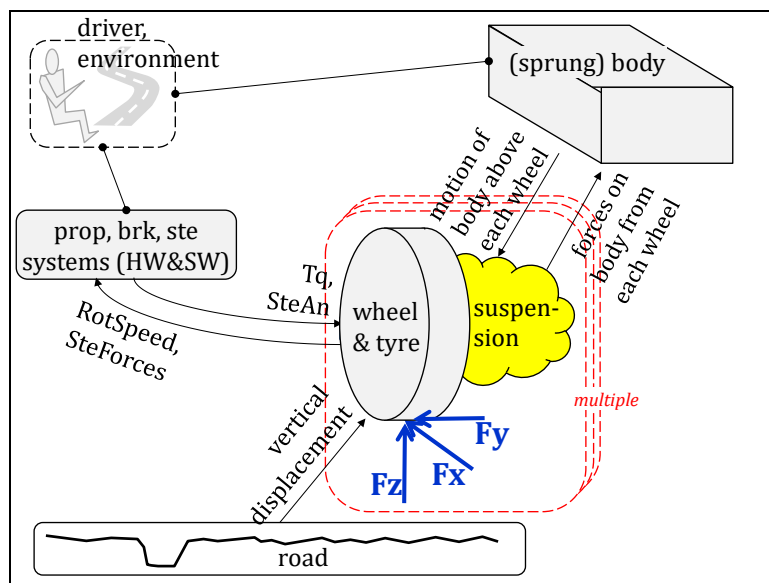 driver,
environment
(sprung) body
motion of
body above
each wheel
forces on
body from
each wheel
prop, brk, ste
systems (HW&SW)
Tq,
SteAn
RotSpeed,
SteForces
wheel
& tyre
suspen-
sion
multiple
vertical
displacement
Fy
Fx
Fz
road